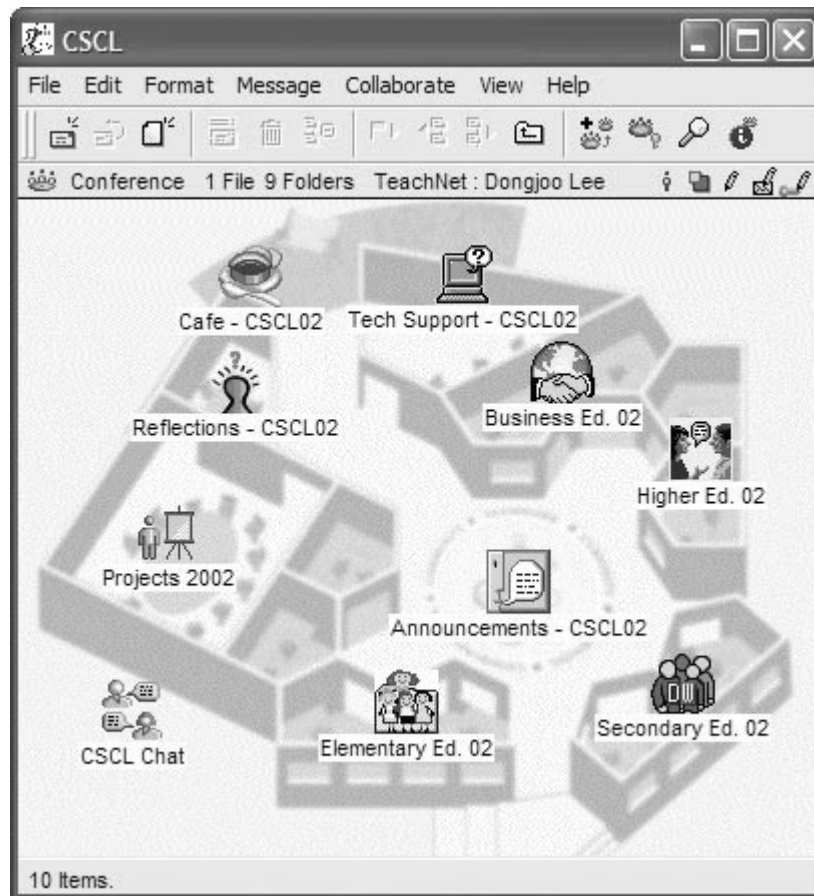 CSCL
File Edit Format Message Collaborate View Help
Conference 1 File 9 Folders TeachNet : Dongjoo Lee
Cafe - CSCL02
Tech Support - CSCL02
Reflections - CSCL02
Business Ed. 02
Higher Ed. 02
Projects 2002
Announcements - CSCL02
Secondary Ed. 02
Elementary Ed. 02
CSCL Chat
10 Items.